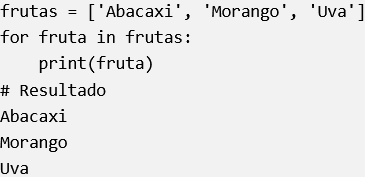 frutas = ['Abacaxi', 'Morango', 'Uva']
for fruta in frutas:
    print(fruta)
# Resultado
Abacaxi
Morango
Uva